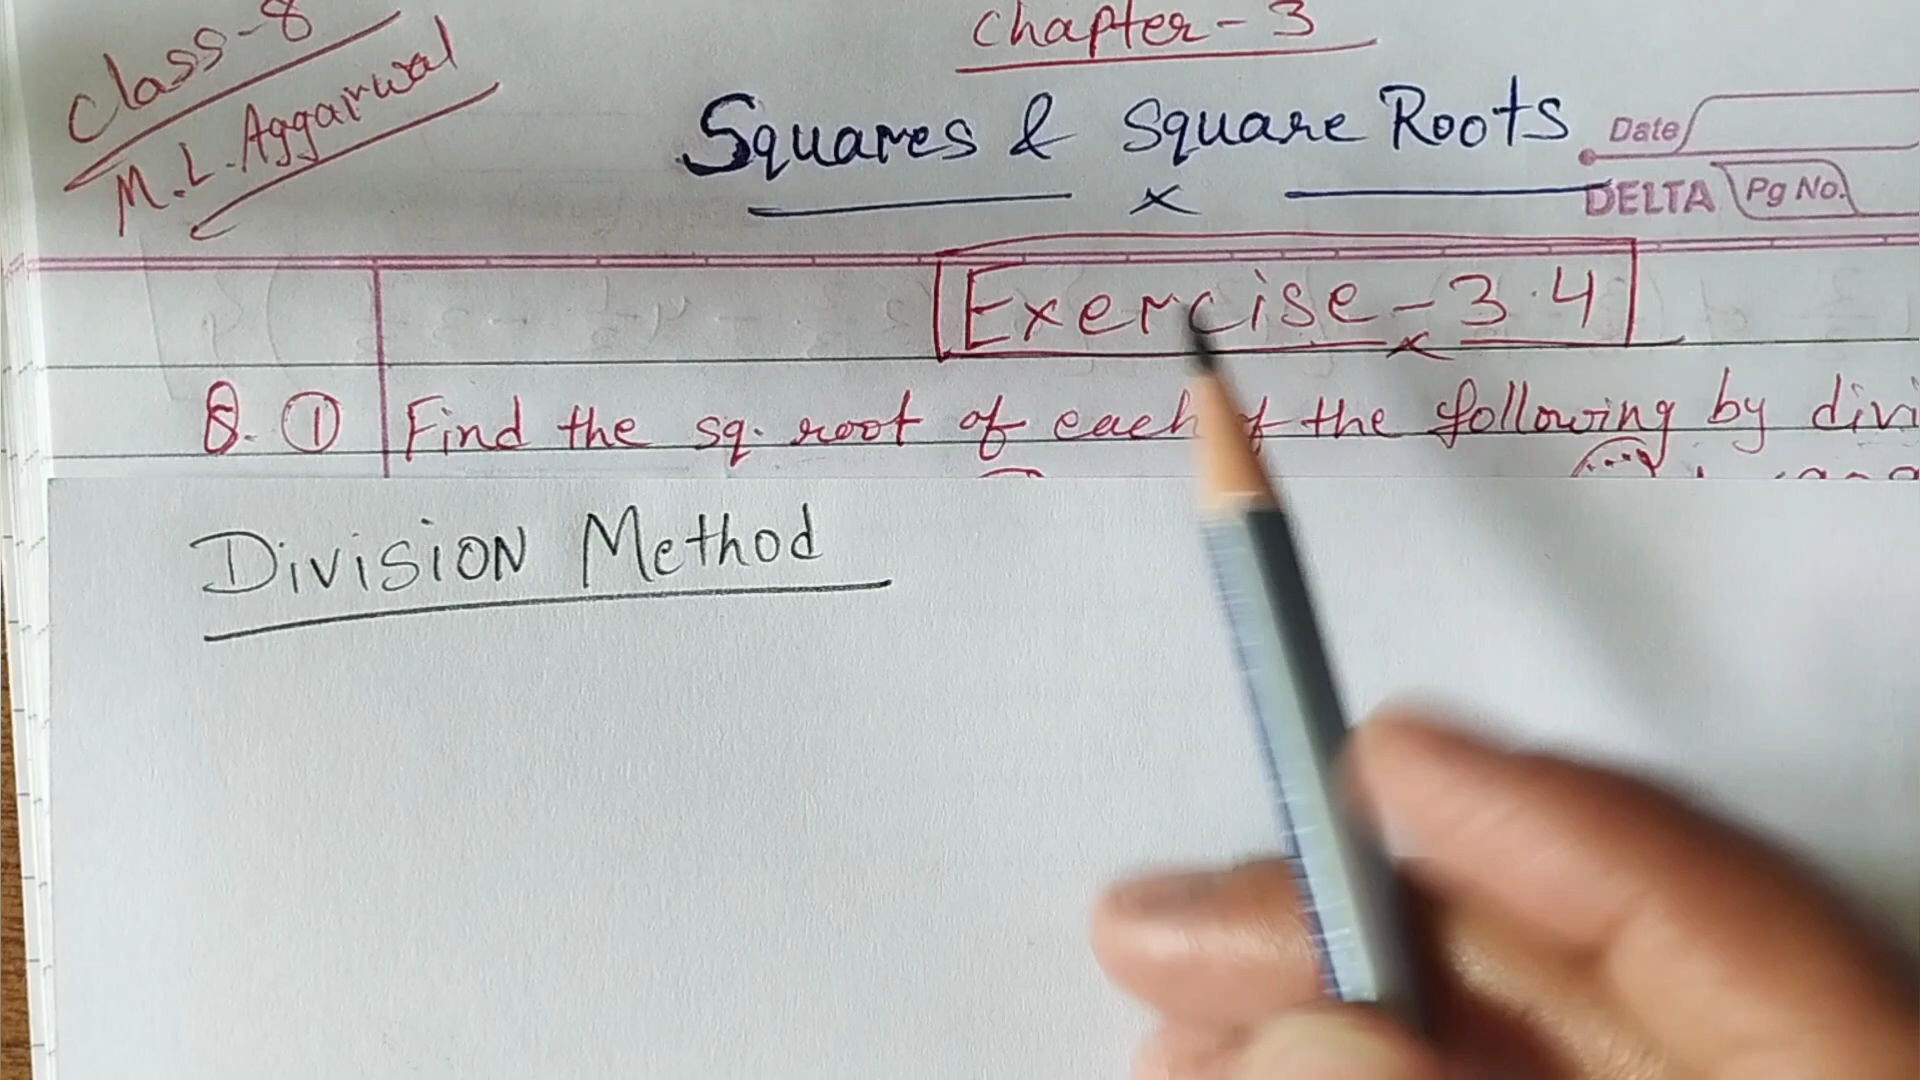 Class-8
M.L. Aggarwal
Chapter-3
Squares & Square Roots
Date
DELTA Pg No.
Exercise-3.4
Q. ① Find the sq. root of each of the following by divi
Division Method